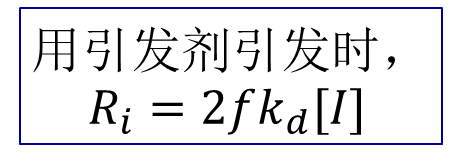 用引发剂引发时，
R_i = 2fk_d[I]